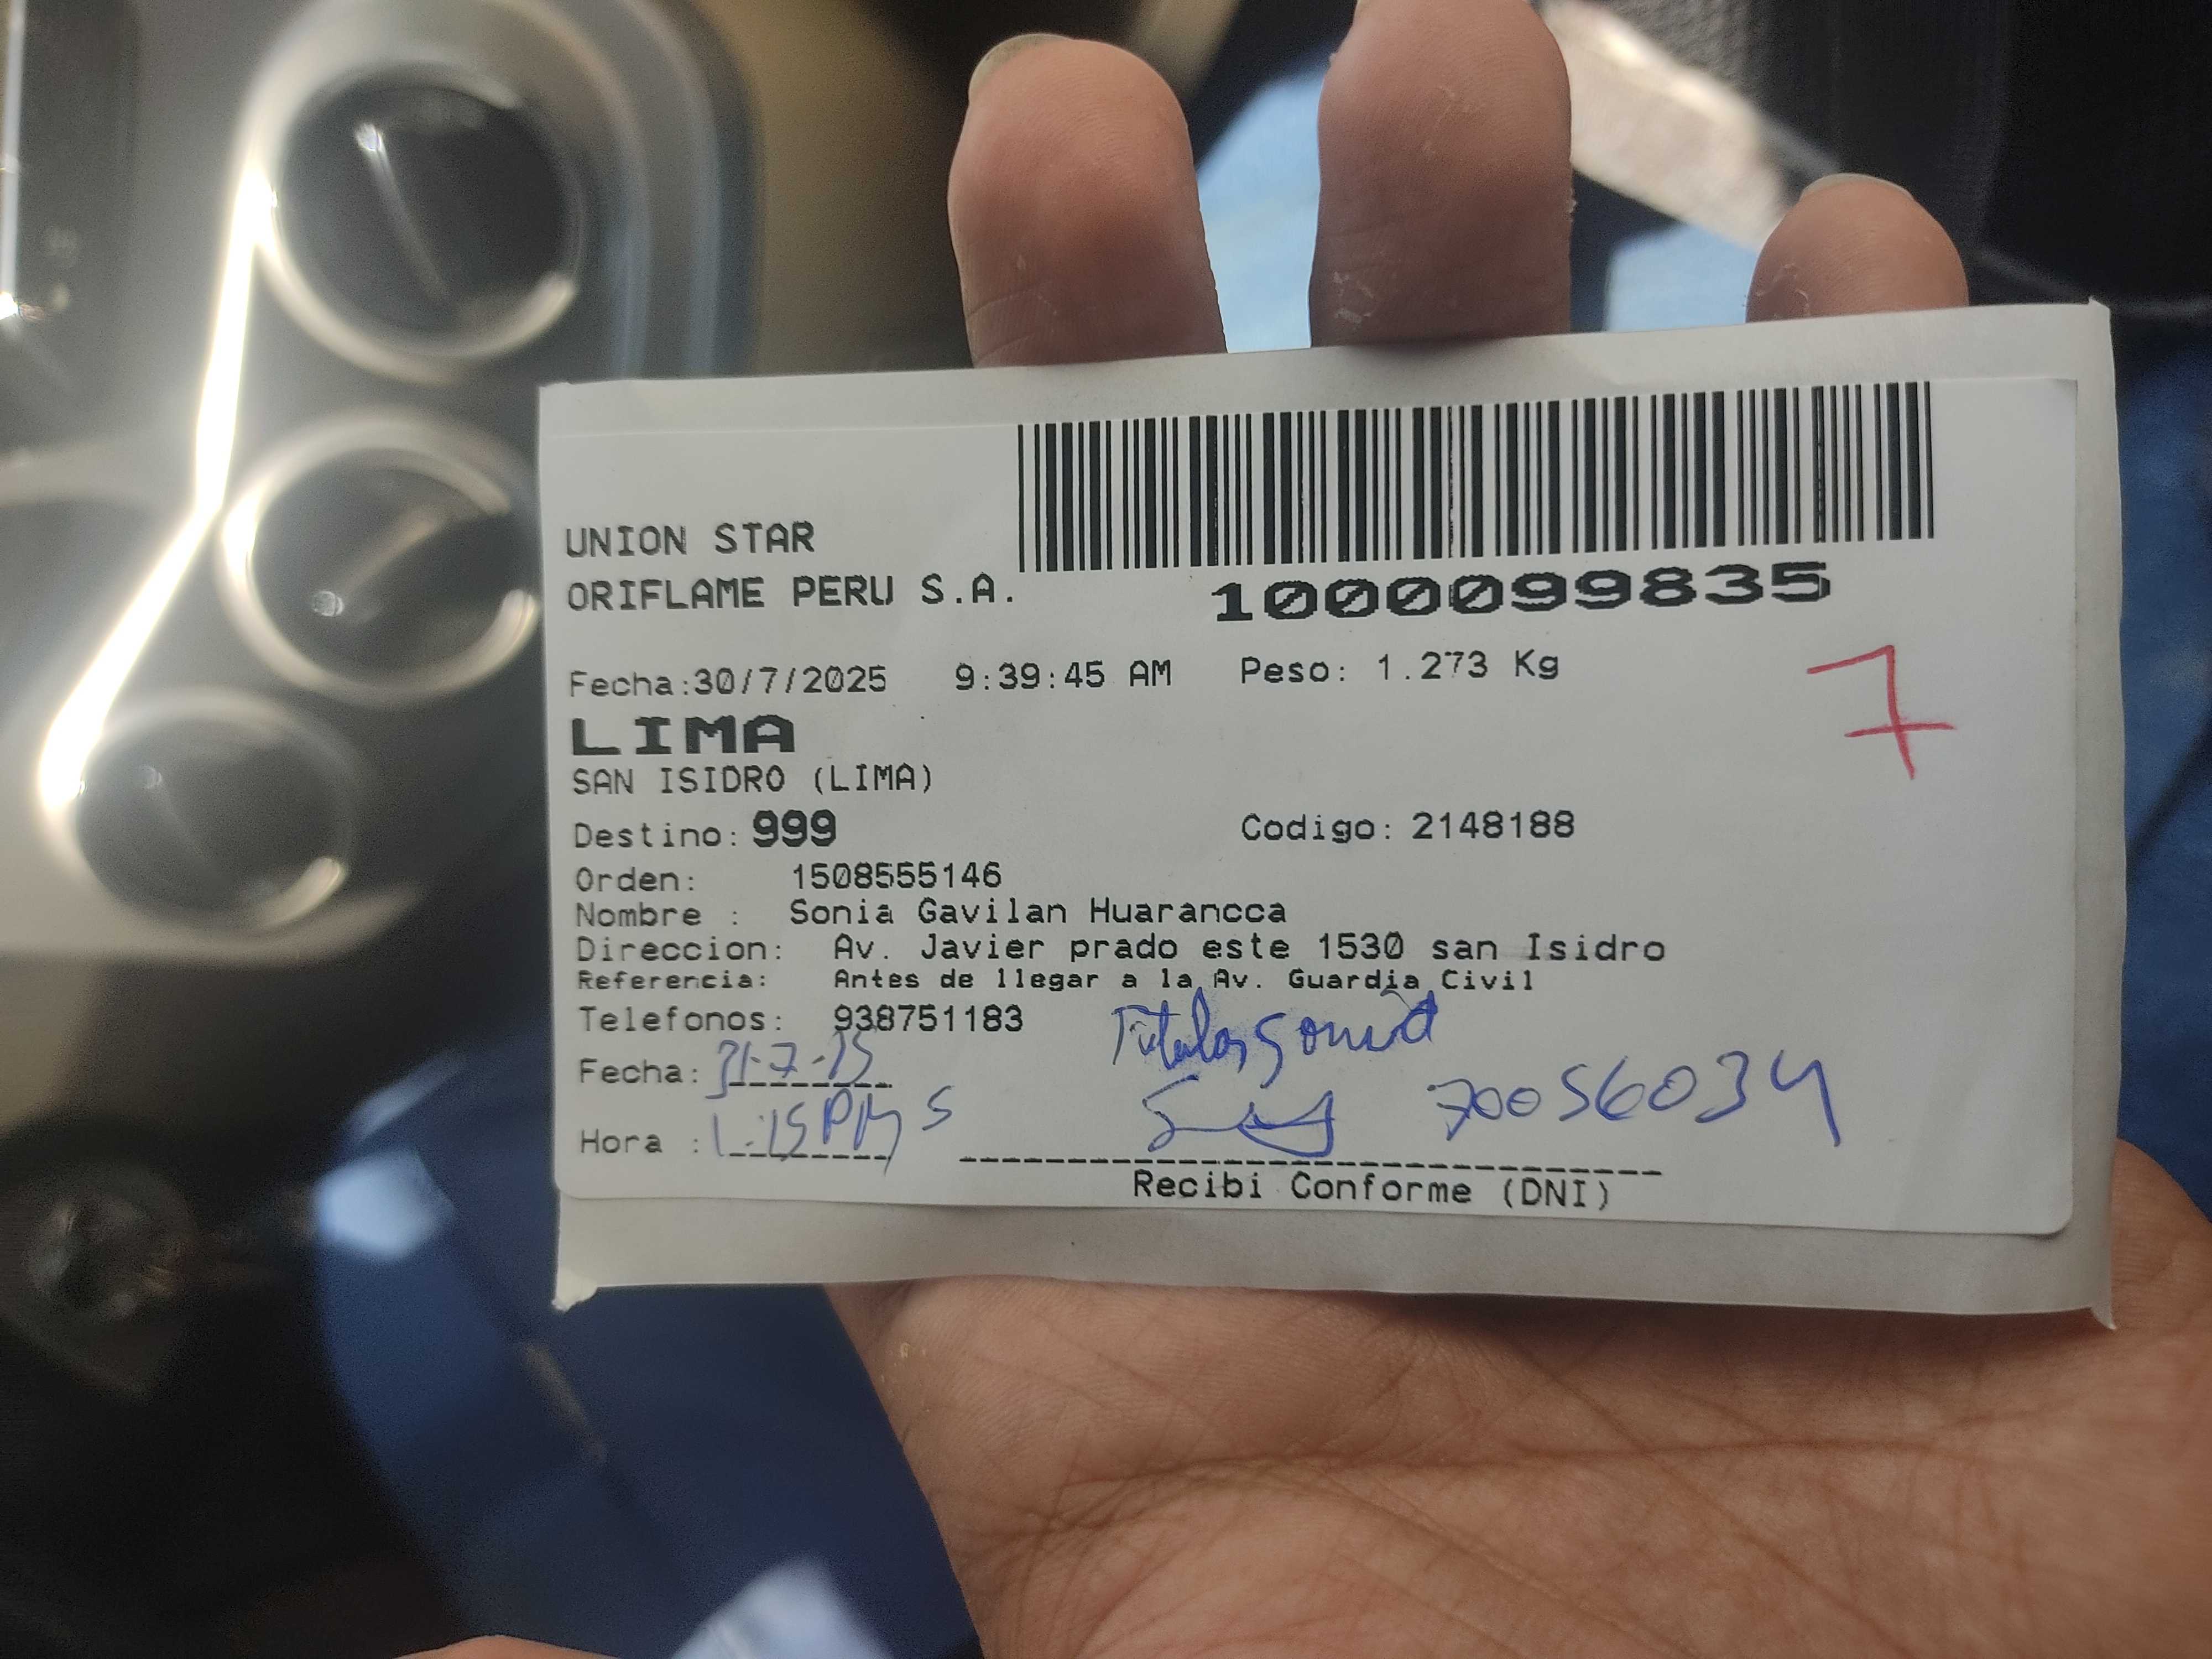 UNION STAR
ORIFLAME PERU S.A.
1000099835
Fecha:30/7/2025 9:39:45 AM Peso: 1.273 Kg
7
LIMA
SAN ISIDRO (LIMA)
Destino: 999 Codigo: 2148188
Orden: 1508555146
Nombre : Sonia Gavilan Huarancca
Direccion: Av. Javier prado este 1530 san Isidro
Referencia: Antes de llegar a la Av. Guardia Civil
Telefonos: 938751183
Fecha: 31-7-25
70056034
Hora :
Recibi Conforme (DNI)